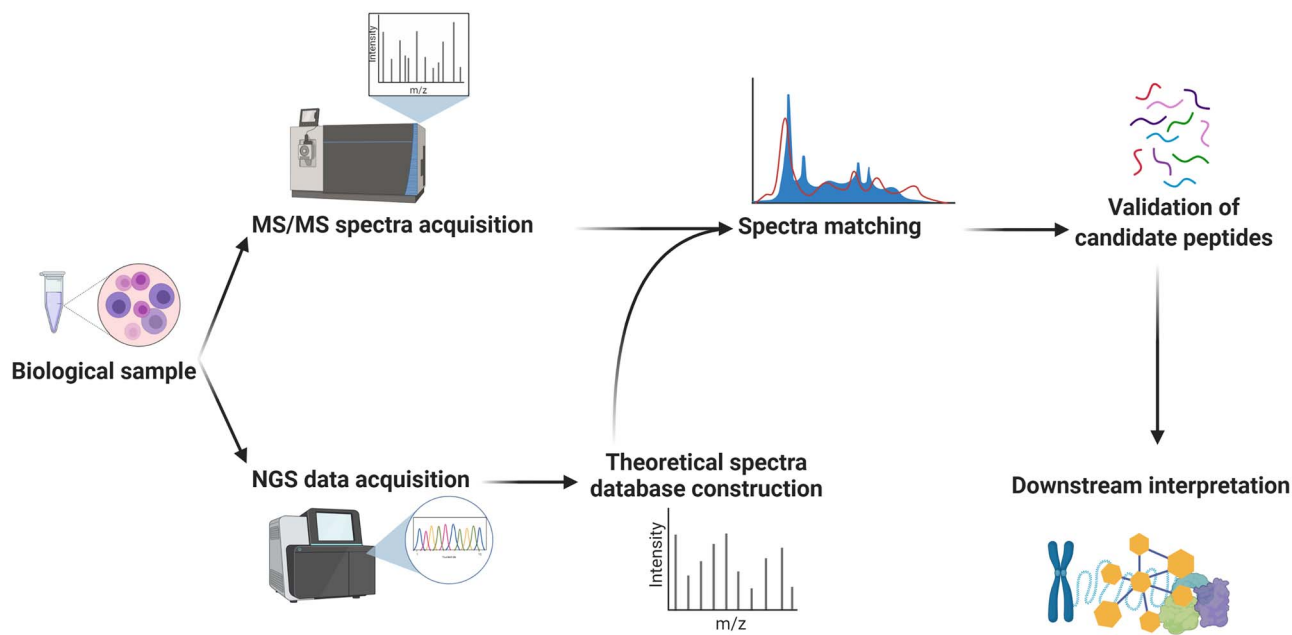 Intensity
m/z
MS/MS spectra acquisition
Spectra matching
Validation of
candidate peptides
Biological sample
NGS data acquisition
Theoretical spectra
database construction
Intensity
m/z
Downstream interpretation